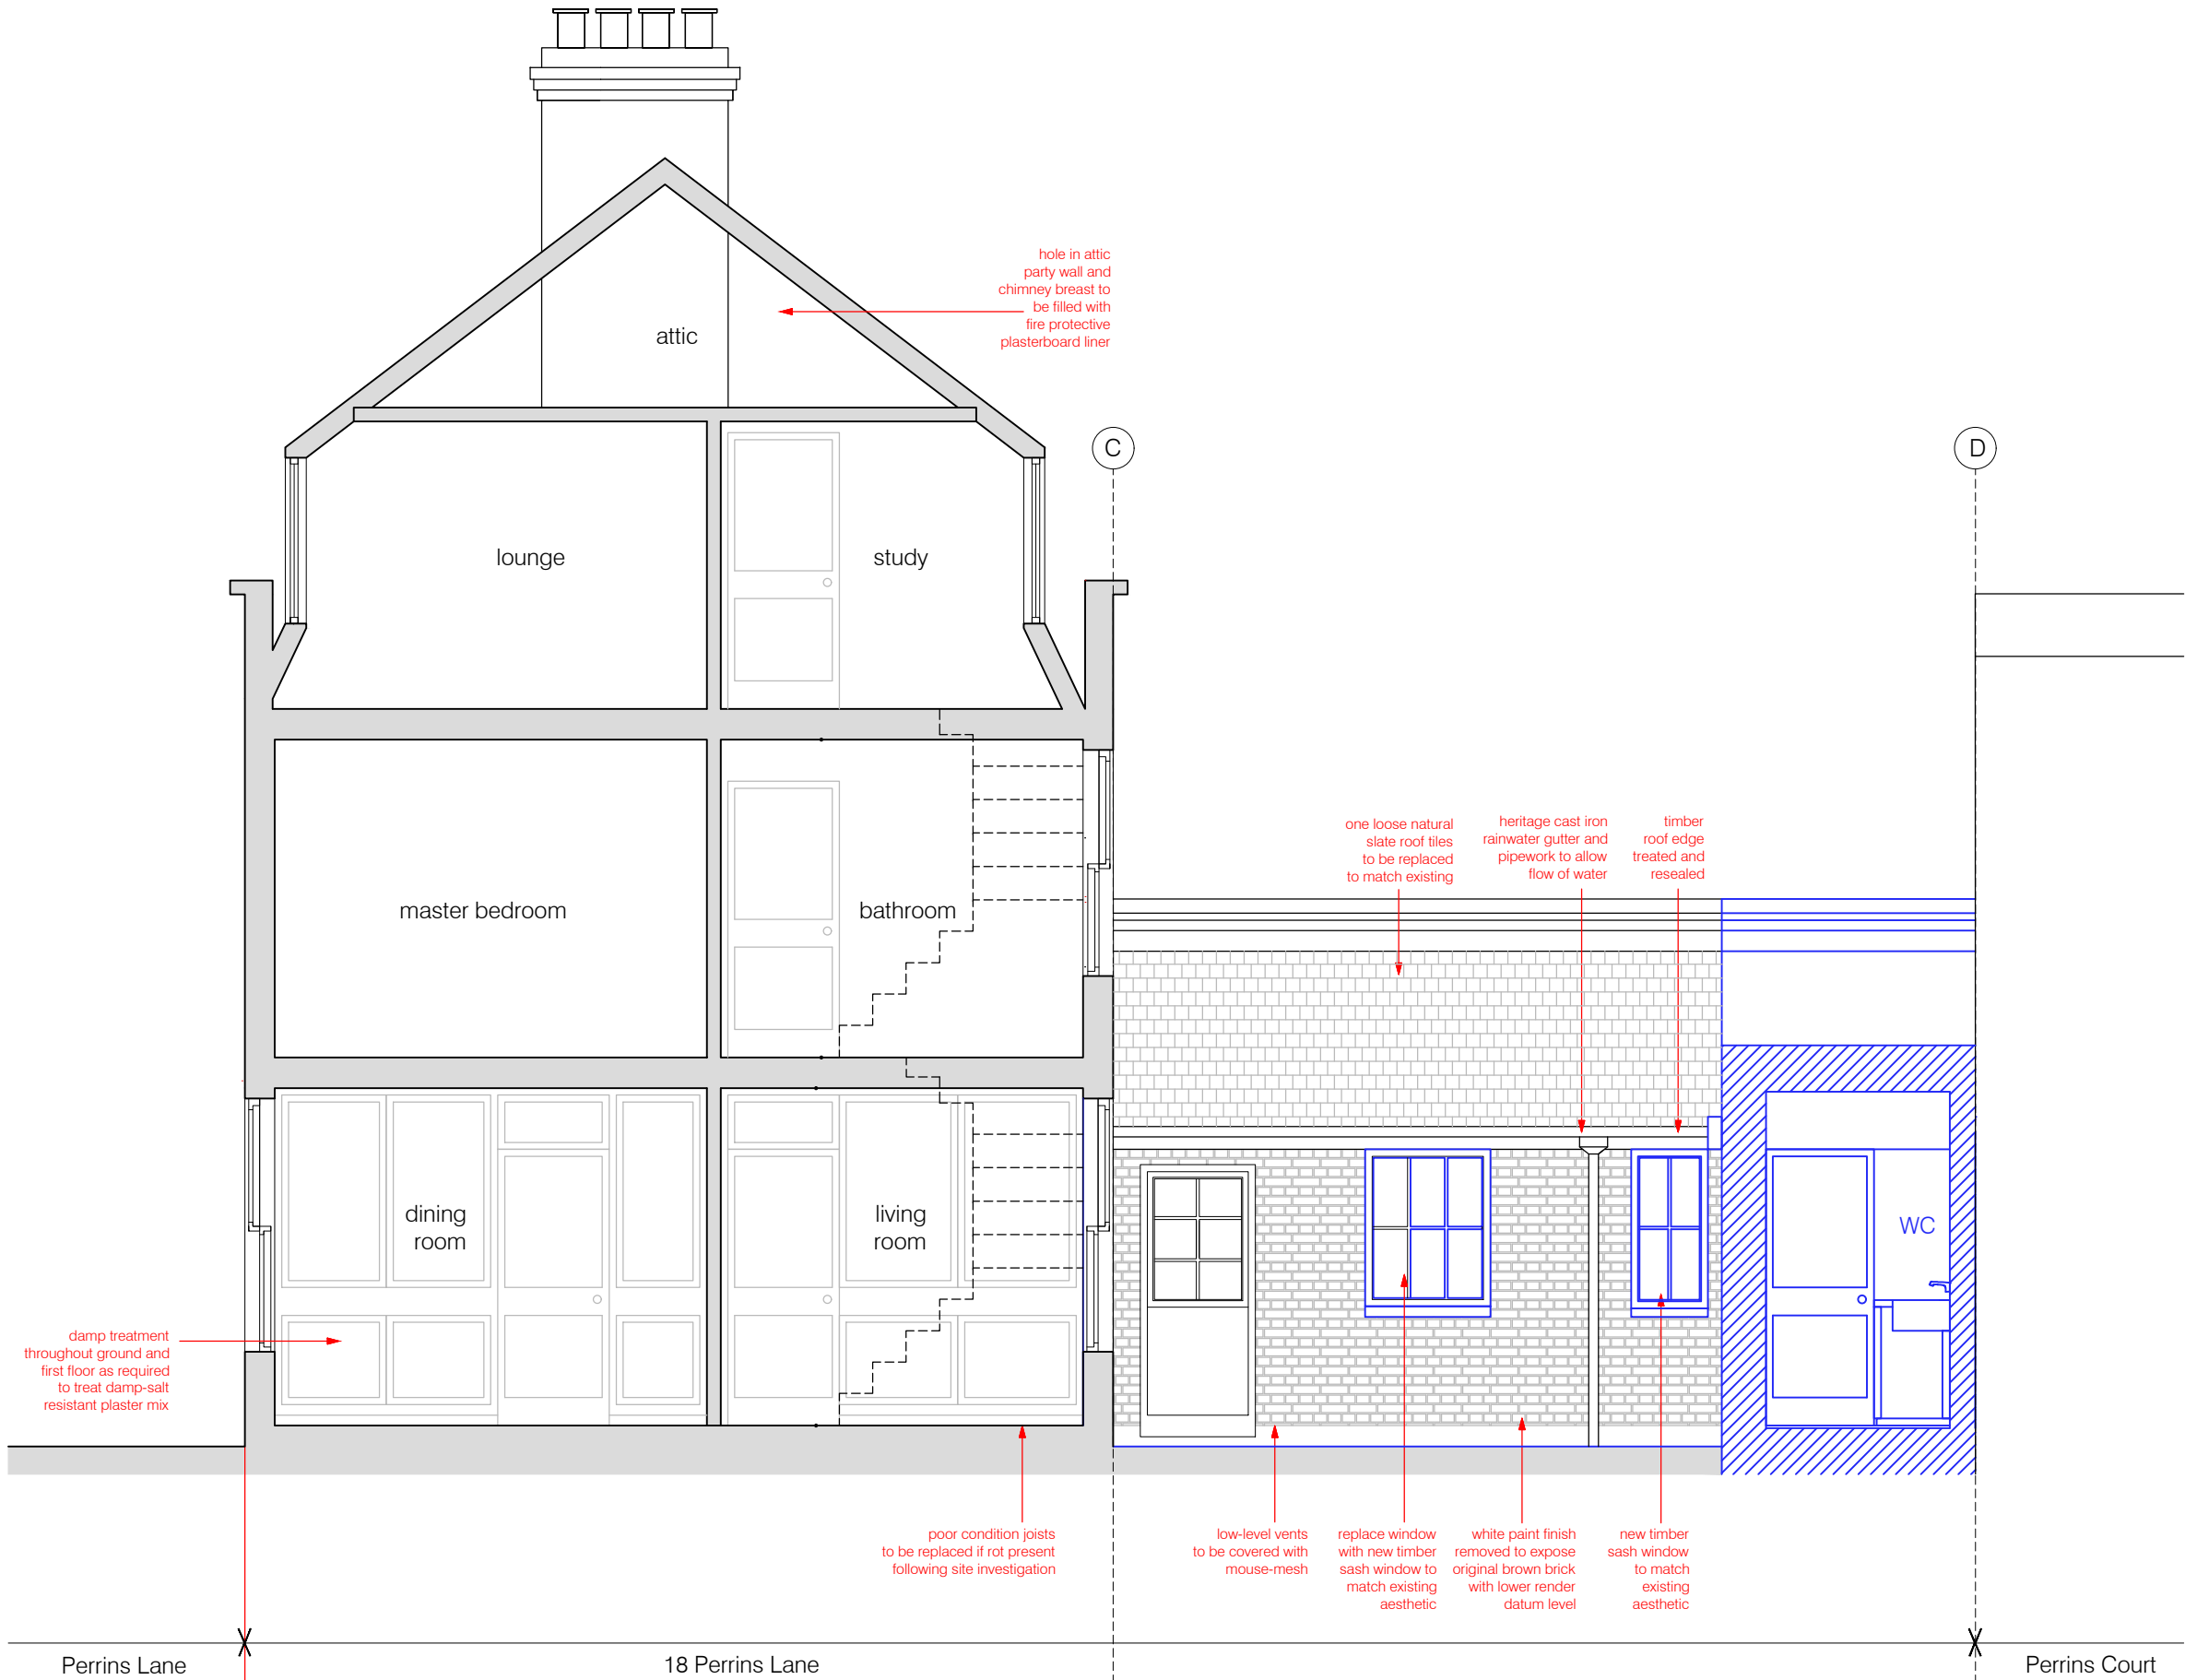 hole in attic
party wall and
chimney breast to
be filled with
fire protective
plasterboard liner
attic
C
D
lounge
study
one loose natural
slate roof tiles
to be replaced
to match existing
heritage cast iron
rainwater gutter and
pipework to allow
flow of water
timber
roof edge
treated and
resealed
master bedroom
bathroom
dining
room
living
room
WC
damp treatment
throughout ground and
first floor as required
to treat damp-salt
resistant plaster mix
poor condition joists
to be replaced if rot present
following site investigation
low-level vents
to be covered with
mouse-mesh
replace window
with new timber
sash window to
match existing
aesthetic
white paint finish
removed to expose
original brown brick
with lower render
datum level
new timber
sash window
to match
existing
aesthetic
Perrins Lane
18 Perrins Lane
Perrins Court